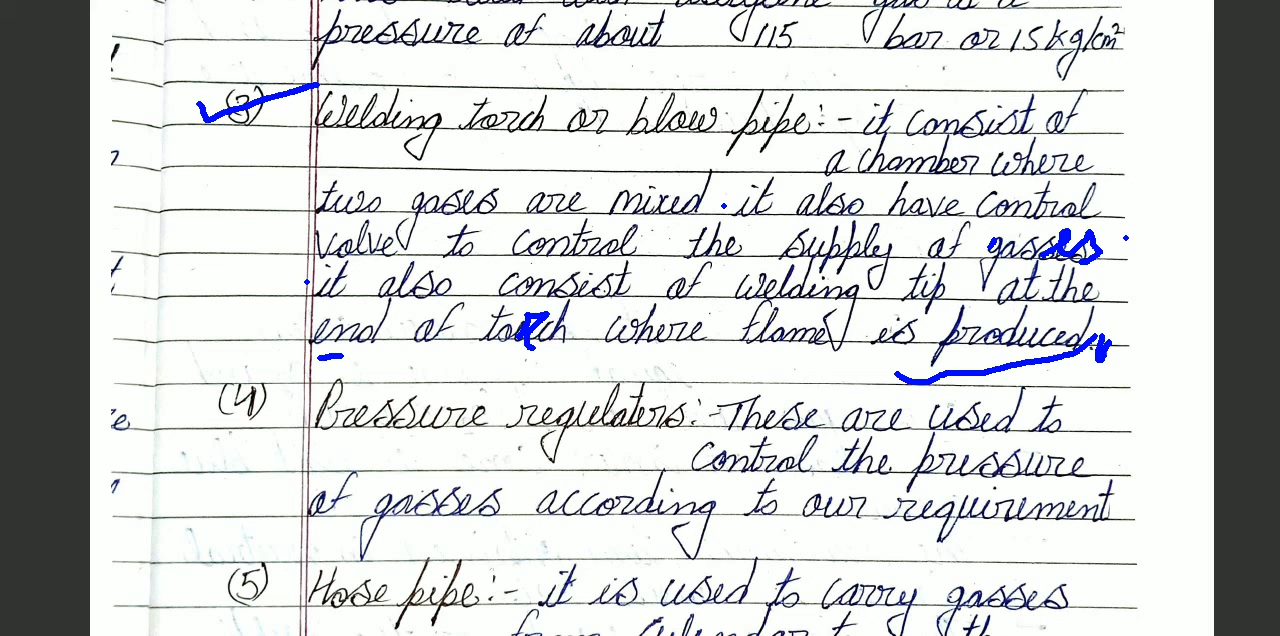 pressure of about 115 bar or 15 kg/cm²
(3) Welding torch or blow pipe:- it consist of
a chamber where
two gases are mixed. it also have control
valve to control the supply of gasses.
it also consist of welding tip at the
end of torch where flame is produced.
(4) Pressure regulators:- These are used to
control the pressure
of gasses according to our requirement
(5) Hose pipe:- it is used to carry gasses